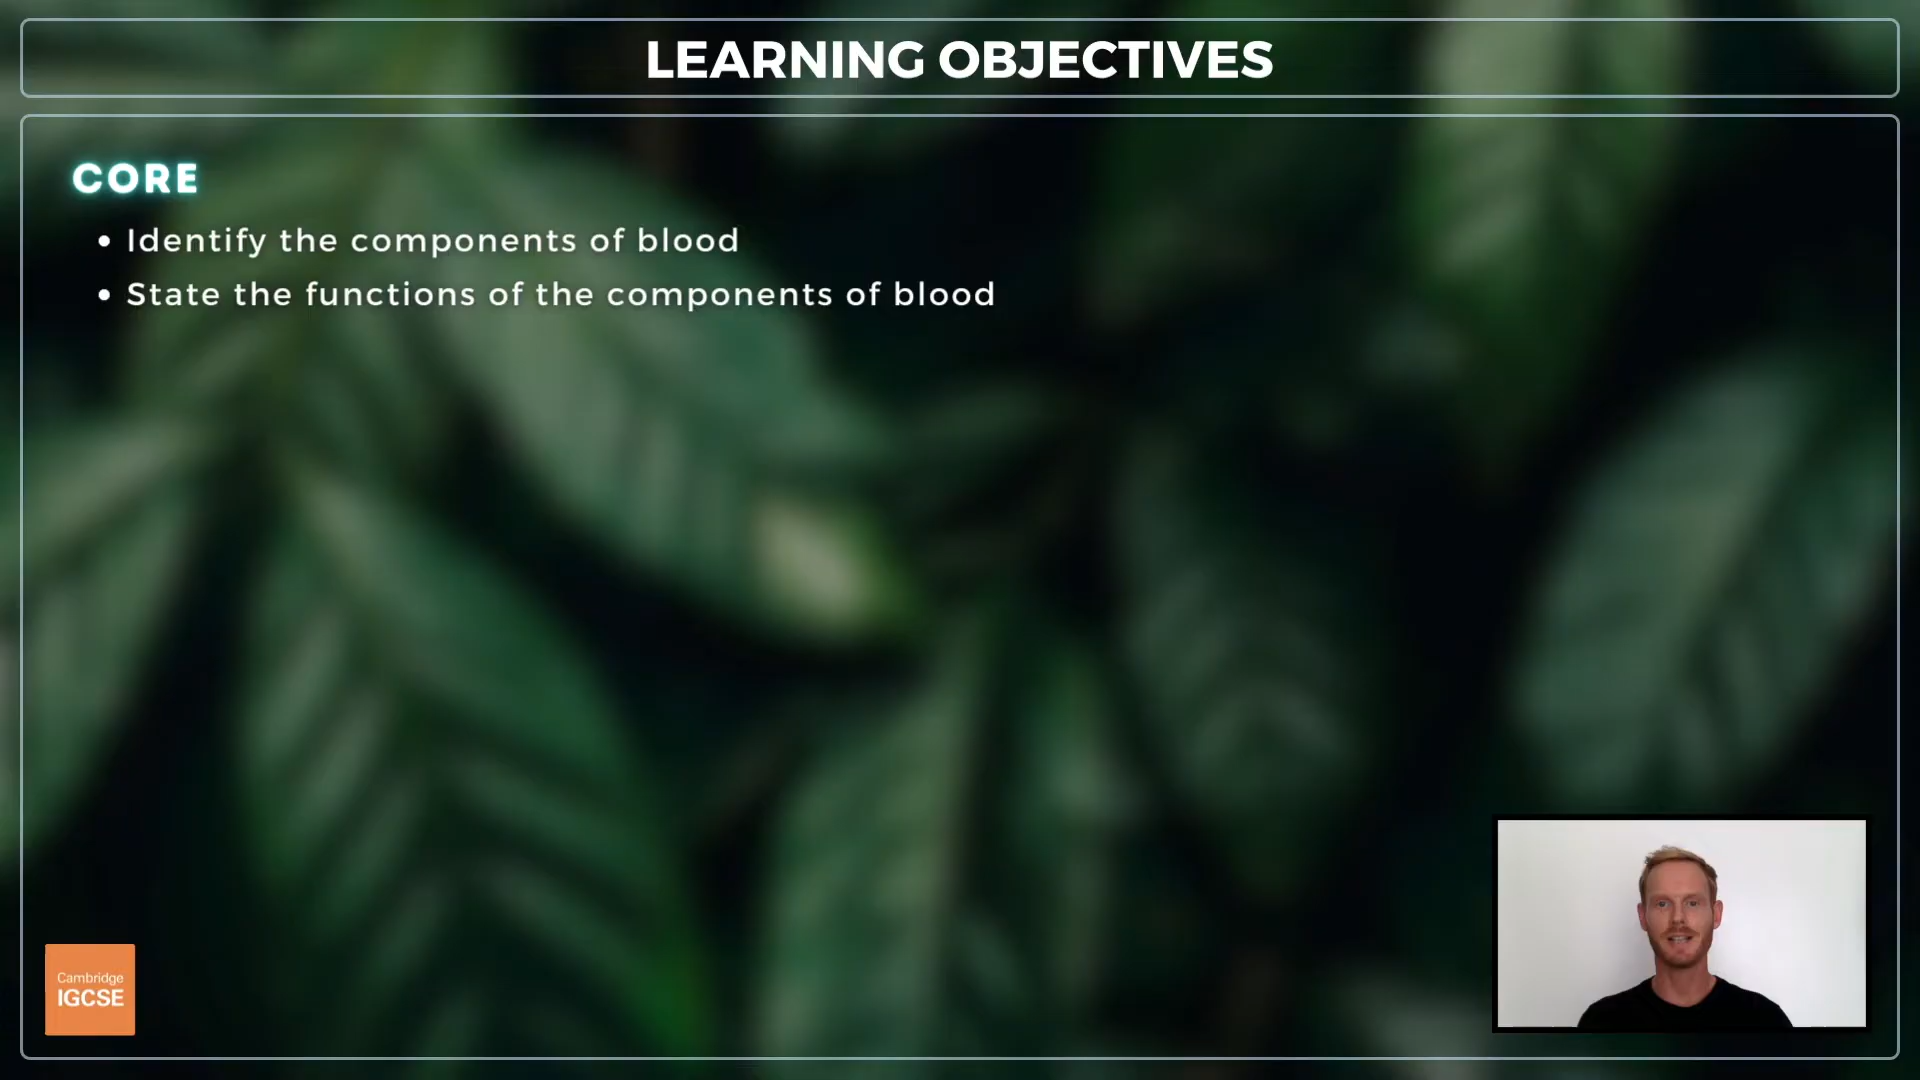 LEARNING OBJECTIVES
CORE
• Identify the components of blood
• State the functions of the components of blood
Cambridge
IGCSE